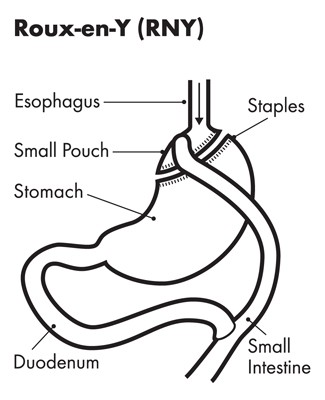 Roux-en-Y (RNY)
Esophagus
Staples
Small Pouch
Stomach
Duodenum
Small
Intestine